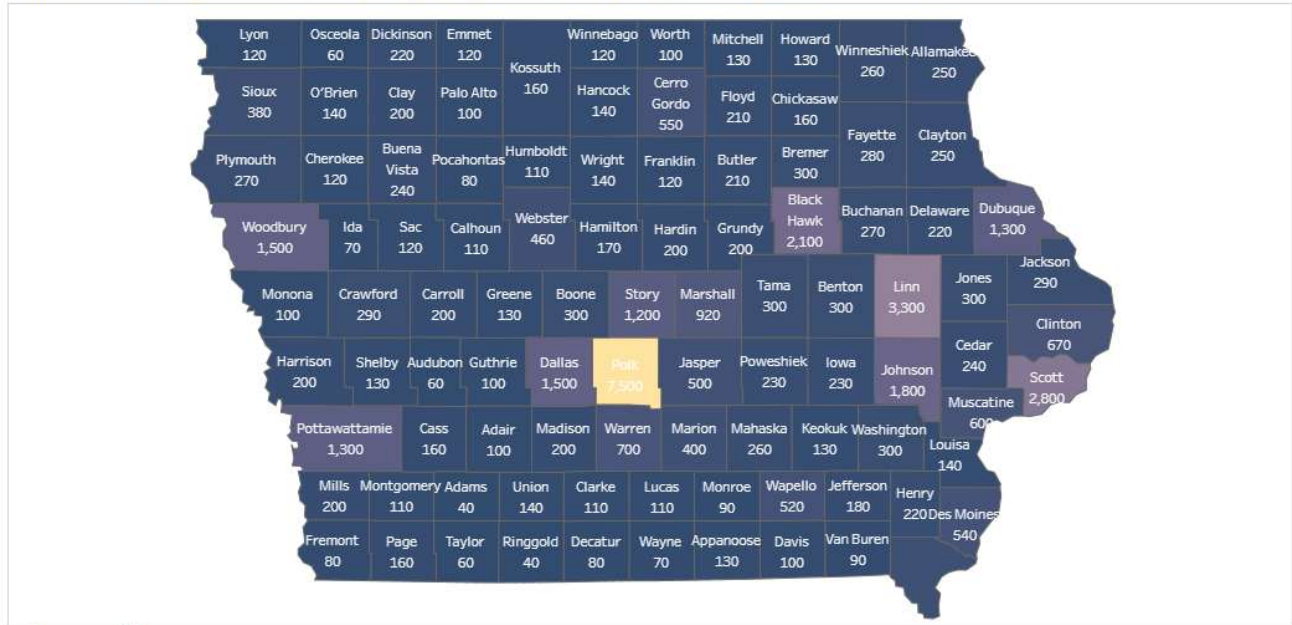 Lyon
120
Osceola
60
Dickinson
220
Emmet
120
Kossuth
160
Winnebago
120
Worth
100
Mitchell
130
Howard
130
Winneshiek
260
Allamakee
250
Sioux
380
O'Brien
140
Clay
200
Palo Alto
100
Hancock
140
Cerro
Gordo
550
Floyd
210
Chickasaw
160
Fayette
280
Clayton
250
Plymouth
270
Cherokee
120
Buena
Vista
240
Pocahontas
80
Humboldt
110
Wright
140
Franklin
120
Butler
210
Bremer
300
Woodbury
1,500
Ida
70
Sac
120
Calhoun
110
Webster
460
Hamilton
170
Hardin
200
Grundy
200
Black
Hawk
2,100
Buchanan
270
Delaware
220
Dubuque
1,300
Monona
100
Crawford
290
Carroll
200
Greene
130
Boone
300
Story
1,200
Marshall
920
Tama
300
Benton
300
Linn
3,300
Jones
300
Jackson
290
Clinton
670
Harrison
200
Shelby
130
Audubon
60
Guthrie
100
Dallas
1,500
Polk
7,500
Jasper
500
Poweshiek
230
Iowa
230
Johnson
1,800
Cedar
240
Scott
2,800
Muscatine
600
Pottawattamie
1,300
Cass
160
Adair
100
Madison
200
Warren
700
Marion
400
Mahaska
260
Keokuk
130
Washington
300
Louisa
140
Mills
200
Montgomery
110
Adams
40
Union
140
Clarke
110
Lucas
110
Monroe
90
Wapello
520
Jefferson
180
Henry
220
Des Moines
540
Fremont
80
Page
160
Taylor
60
Ringgold
40
Decatur
80
Wayne
70
Appanoose
130
Davis
100
Van Buren
90